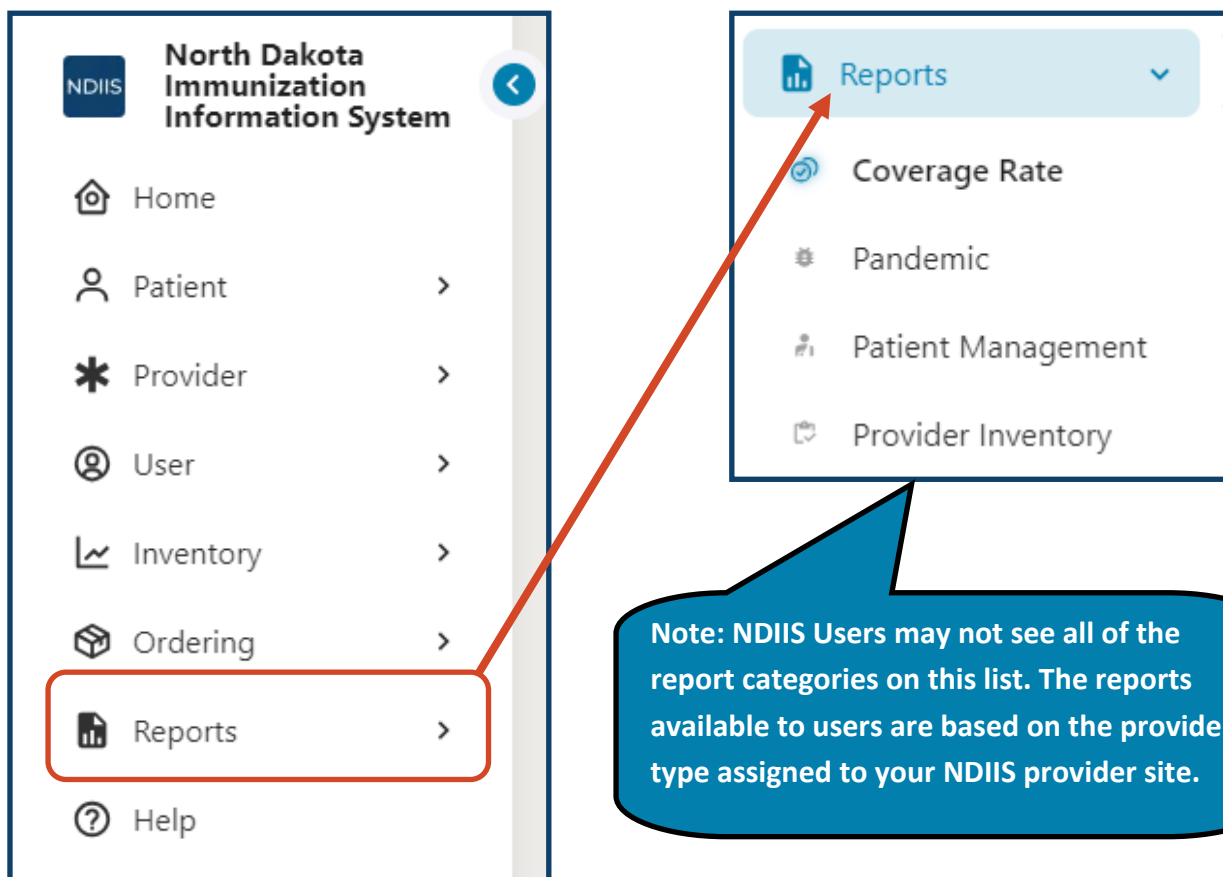 NDIIS
North Dakota
Immunization
Information System
Home
Patient
Provider
User
Inventory
Ordering
Reports
Help
Reports
Coverage Rate
Pandemic
Patient Management
Provider Inventory
Note: NDIIS Users may not see all of the
report categories on this list. The reports
available to users are based on the provide
type assigned to your NDIIS provider site.